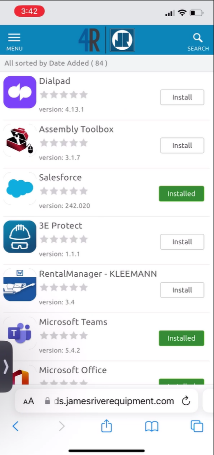 3:42
4R JR
MENU
SEARCH
All sorted by Date Added ( 84 )
Dialpad
Install
version: 4.13.1
Assembly Toolbox
Install
version: 3.1.7
Salesforce
Installed
version: 242.020
3E Protect
Install
version: 1.1.1
RentalManager - KLEEMANN
Install
version: 3.4
Microsoft Teams
Installed
version: 5.4.2
Microsoft Office
Installed
AA ds.jamesriverequipment.com